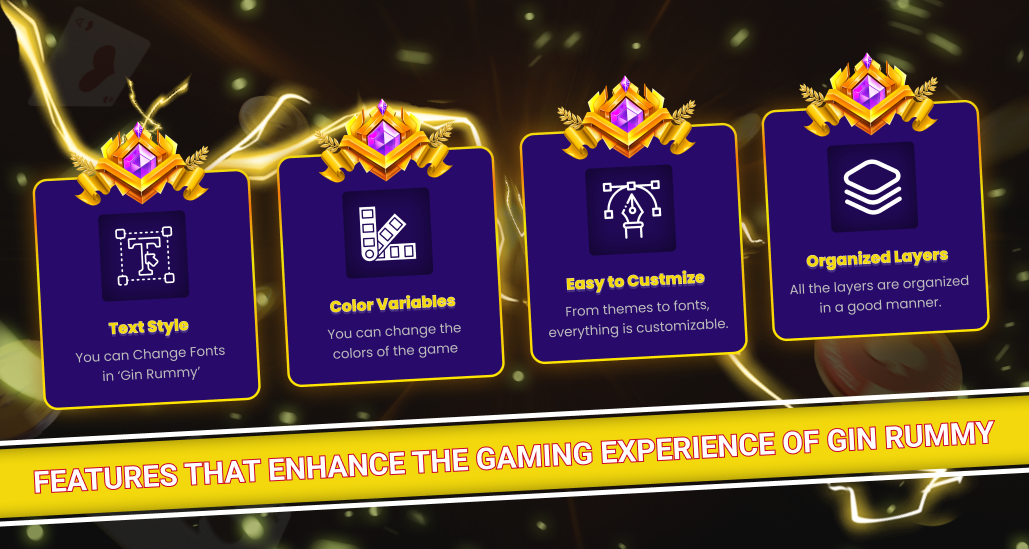 Text Style
You can Change Fonts
in ‘Gin Rummy’
Color Variables
You can change the
colors of the game
Easy to Custmize
From themes to fonts,
everything is customizable.
Organized Layers
All the layers are organized
in a good manner.
FEATURES THAT ENHANCE THE GAMING EXPERIENCE OF GIN RUMMY